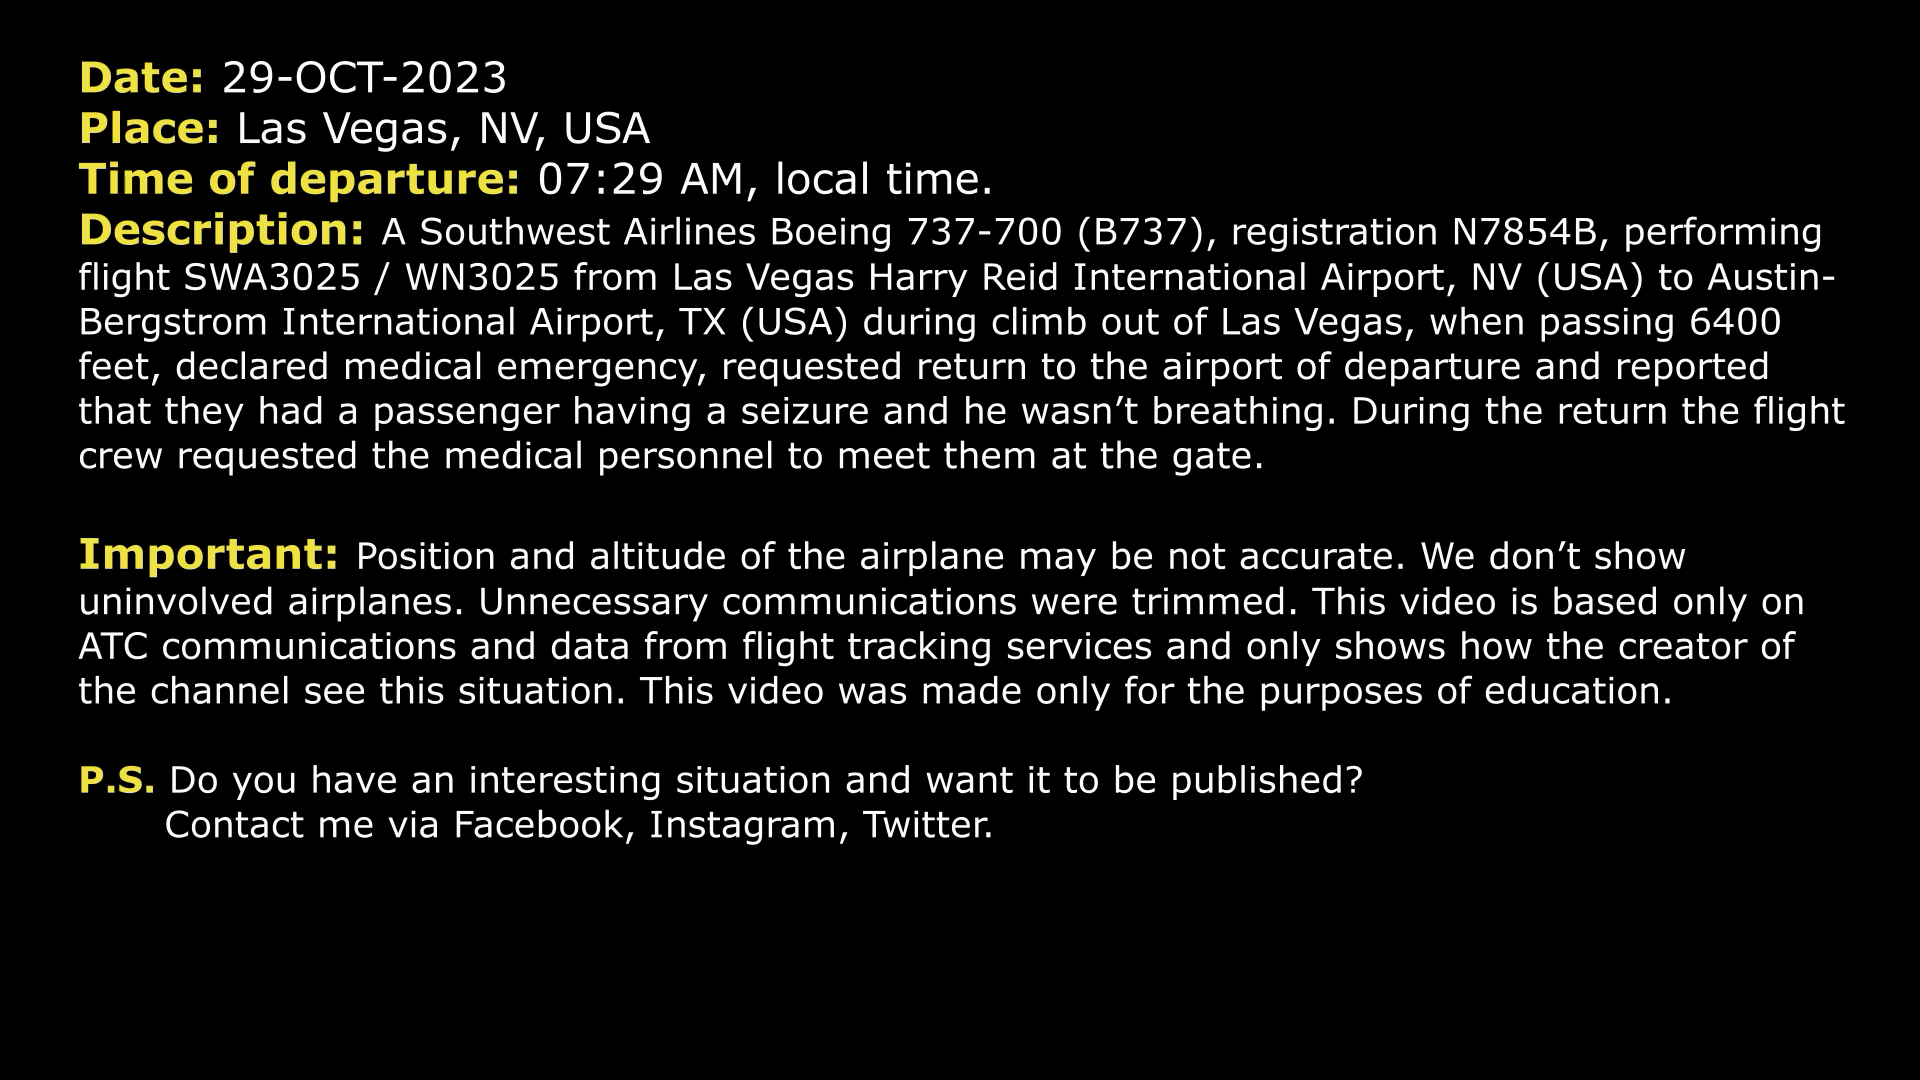 Date: 29-OCT-2023
Place: Las Vegas, NV, USA
Time of departure: 07:29 AM, local time.
Description: A Southwest Airlines Boeing 737-700 (B737), registration N7854B, performing
flight SWA3025 / WN3025 from Las Vegas Harry Reid International Airport, NV (USA) to Austin-
Bergstrom International Airport, TX (USA) during climb out of Las Vegas, when passing 6400
feet, declared medical emergency, requested return to the airport of departure and reported
that they had a passenger having a seizure and he wasn’t breathing. During the return the flight
crew requested the medical personnel to meet them at the gate.
Important: Position and altitude of the airplane may be not accurate. We don’t show
uninvolved airplanes. Unnecessary communications were trimmed. This video is based only on
ATC communications and data from flight tracking services and only shows how the creator of
the channel see this situation. This video was made only for the purposes of education.
P.S. Do you have an interesting situation and want it to be published?
Contact me via Facebook, Instagram, Twitter.